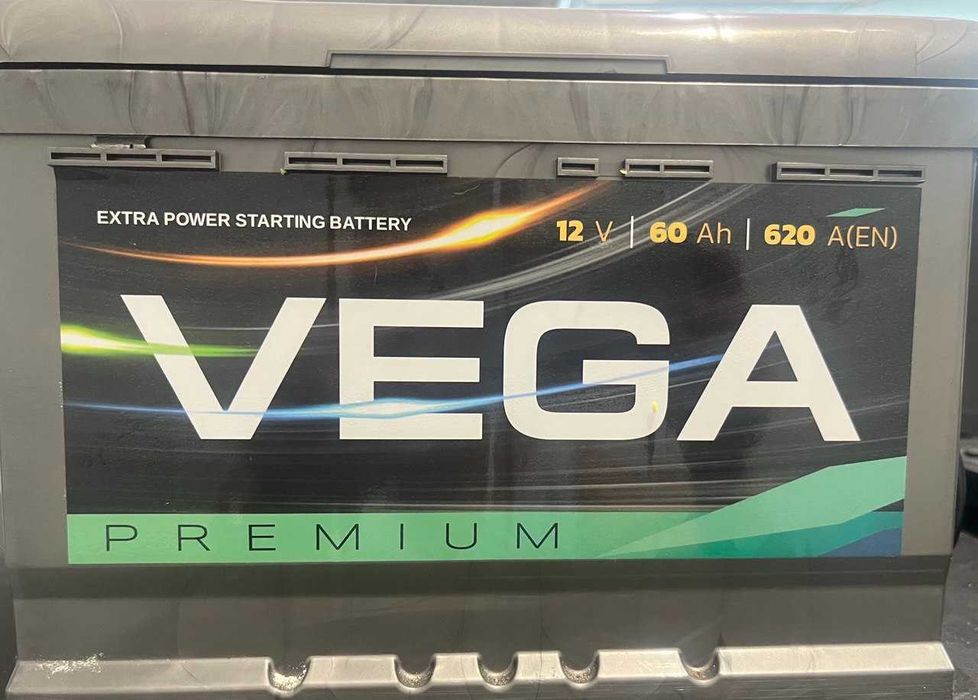 EXTRA POWER STARTING BATTERY
12 V | 60 Ah | 620 A(EN)
VEGA
PREMIUM